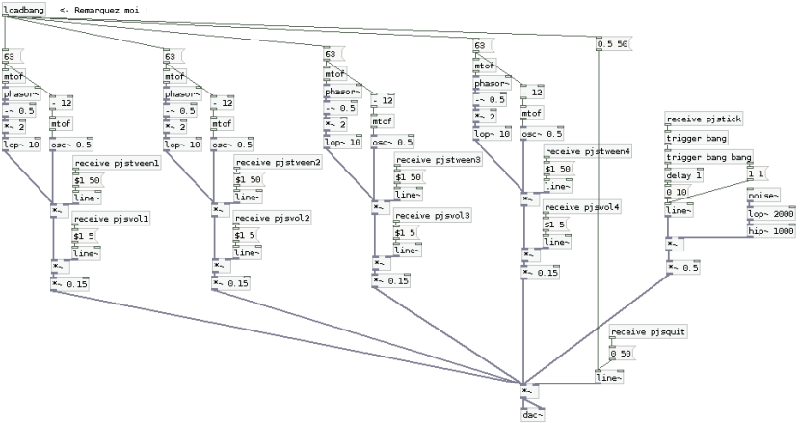 loadbang <- Remarquez moi
63
mtof
phasor~
-~ 0.5
*~ 2
lop~ 10
- 12
mtof
osc~ 0.5
receive pjstween1
$1 50
line~
*~
receive pjsvol1
$1 5
line~
*~
*~ 0.15
63
mtof
phasor~
-~ 0.5
*~ 2
lop~ 10
- 12
mtof
osc~ 0.5
receive pjstween2
$1 50
line~
*~
receive pjsvol2
$1 5
line~
*~
*~ 0.15
63
mtof
phasor~
-~ 0.5
*~ 2
lop~ 10
- 12
mtof
osc~ 0.5
receive pjstween3
$1 50
line~
*~
receive pjsvol3
$1 5
line~
*~
*~ 0.15
63
mtof
phasor~
-~ 0.5
*~ 2
lop~ 10
- 12
mtof
osc~ 0.5
receive pjstween4
$1 50
line~
*~
receive pjsvol4
$1 5
line~
*~
*~ 0.15
0.5 50
receive pjstick
trigger bang
trigger bang bang
delay 1
1 1
0 10
line~
noise~
lop~ 2000
hip~ 1000
*~
*~ 0.5
receive pjsquit
0 50
line~
*~
dac~